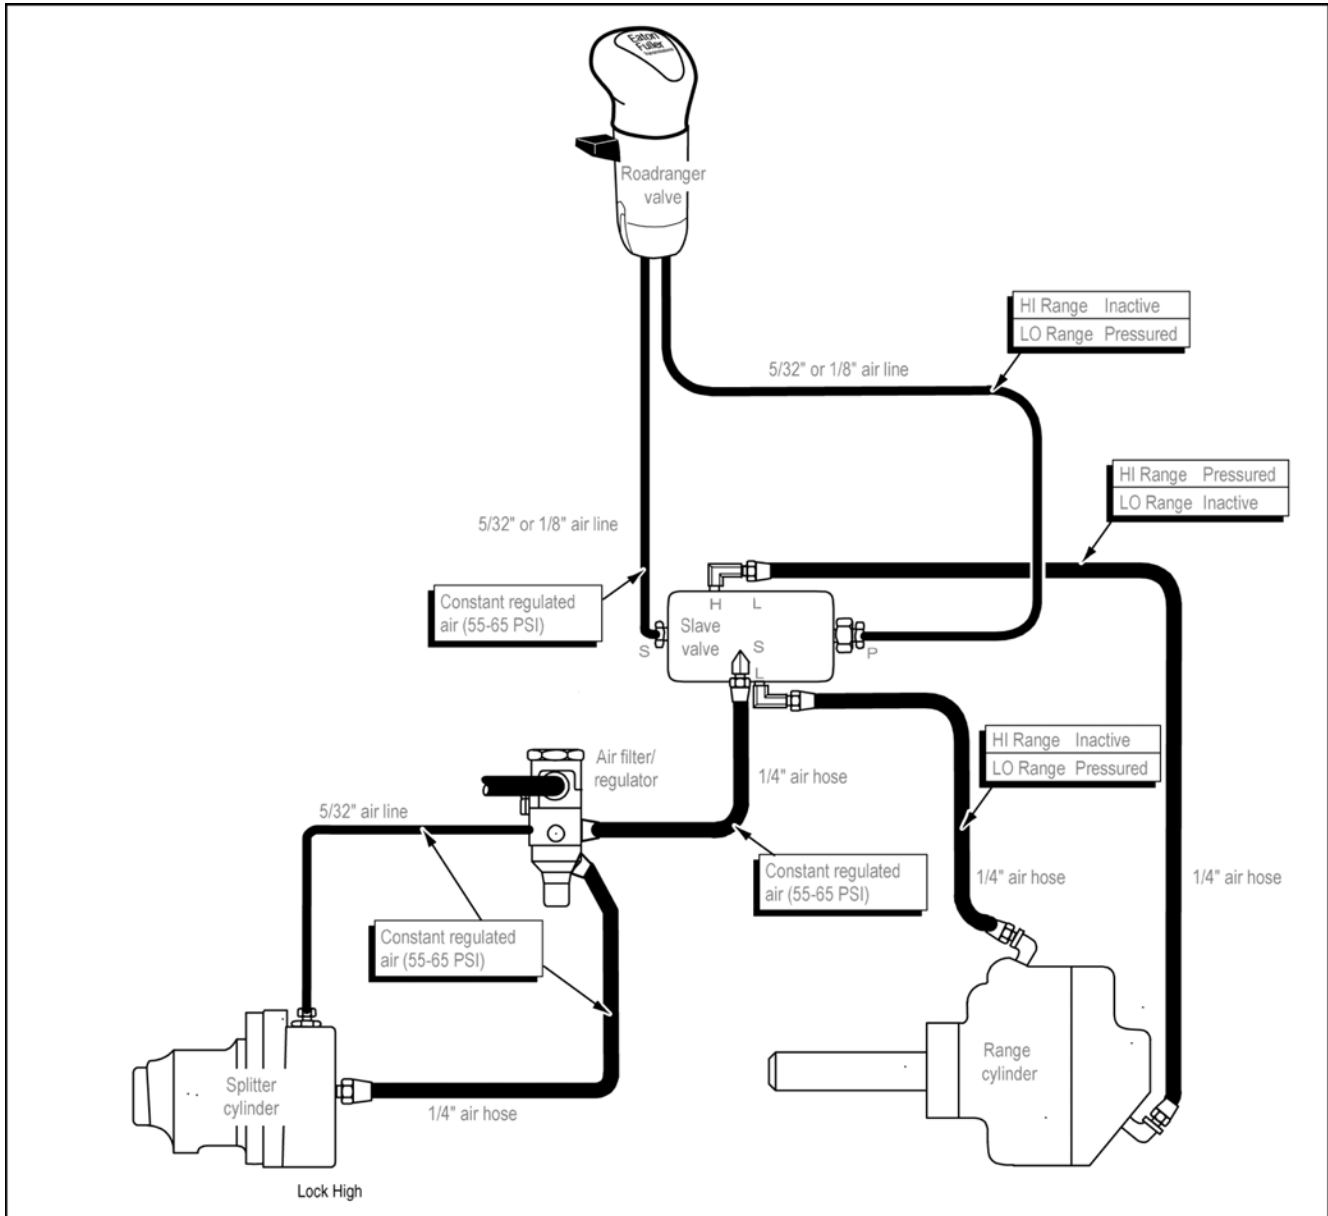 Eaton
Fuller
Roadranger
valve
HI Range Inactive
LO Range Pressured
5/32" or 1/8" air line
HI Range Pressured
LO Range Inactive
5/32" or 1/8" air line
Constant regulated
air (55-65 PSI)
H L
Slave
valve
S
S
P
L
HI Range Inactive
LO Range Pressured
Air filter/
regulator
1/4" air hose
5/32" air line
Constant regulated
air (55-65 PSI)
1/4" air hose
1/4" air hose
Constant regulated
air (55-65 PSI)
Range
cylinder
Splitter
cylinder
1/4" air hose
Lock High